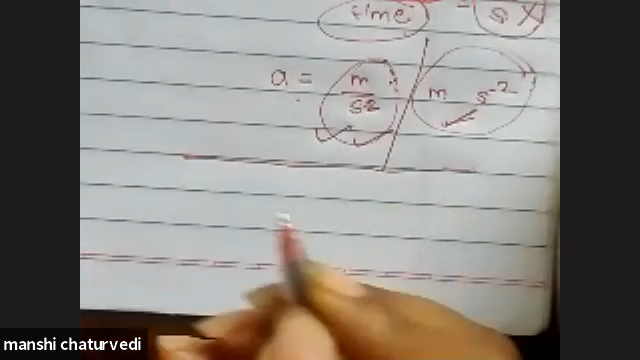 time = s
a = m/s2 / m s⁻²
manshi chaturvedi